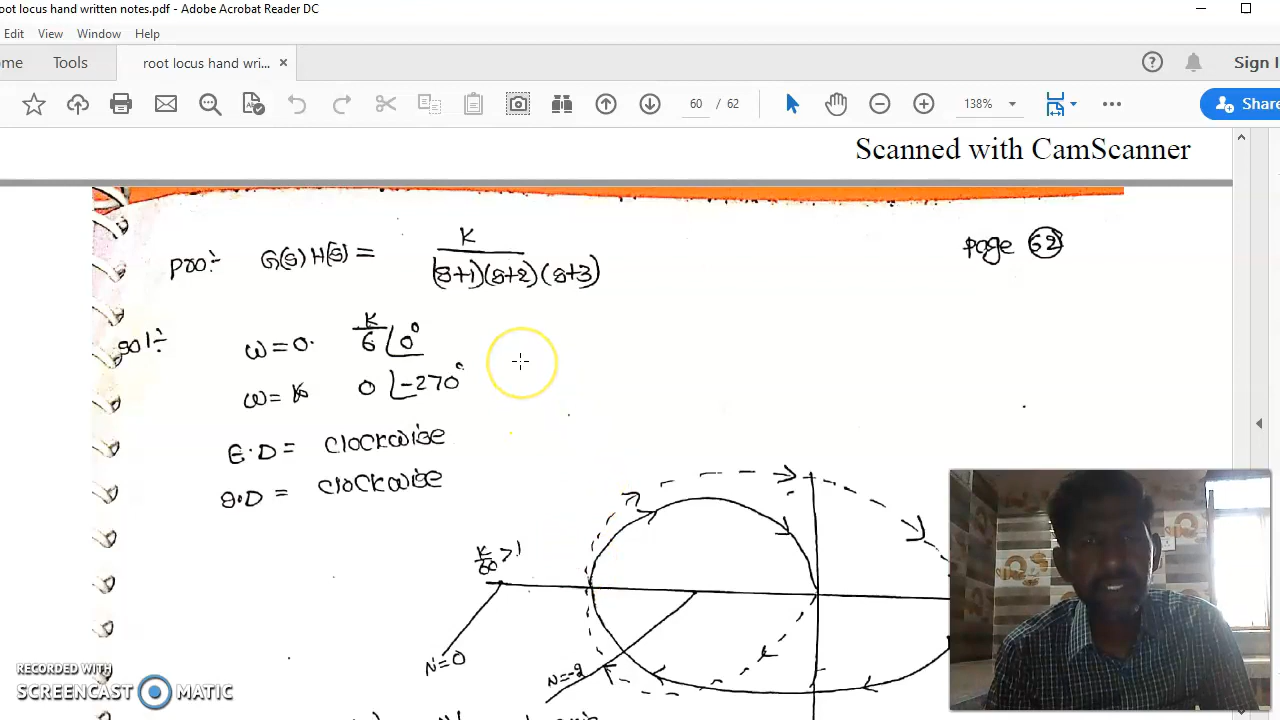 oot locus hand written notes.pdf - Adobe Acrobat Reader DC
Edit View Window Help
ome Tools root locus hand wri... × Sign I
60 / 62 138% Share
Scanned with CamScanner
Page 62
pro:- G(s) H(s) = K
(s+1)(s+2)(s+3)
sol:- ω=0. K/6 ∠0°
ω= 0 ∠-270°
E.D = clockwise
S.D = clockwise
K/60 >1
N=0
N=-2
RECORDED WITH
SCREENCAST MATIC